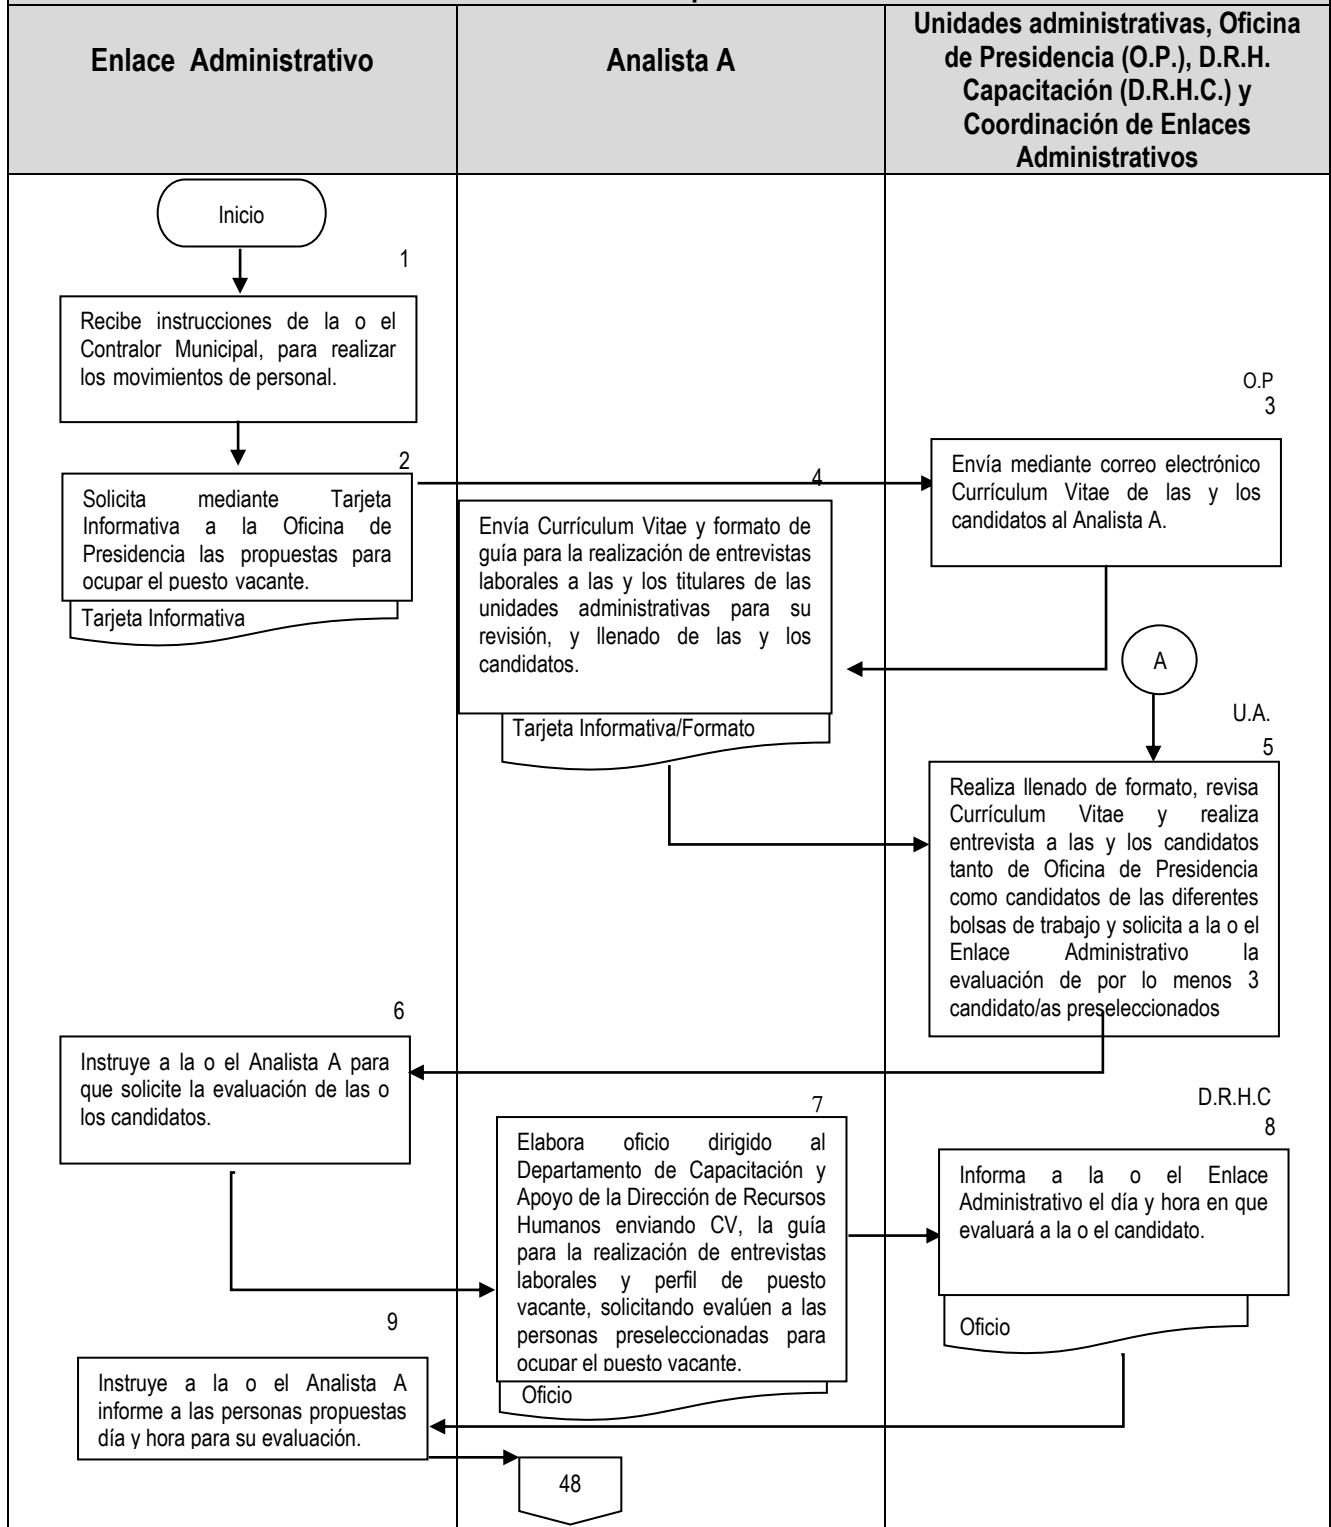 Enlace Administrativo
Analista A
Unidades administrativas, Oficina
de Presidencia (O.P.), D.R.H.
Capacitación (D.R.H.C.) y
Coordinación de Enlaces
Administrativos
Inicio
1
Recibe instrucciones de la o el
Contralor Municipal, para realizar
los movimientos de personal.
2
Solicita mediante Tarjeta
Informativa a la Oficina de
Presidencia las propuestas para
ocupar el puesto vacante.
Tarjeta Informativa
O.P
3
Envía mediante correo electrónico
Currículum Vitae de las y los
candidatos al Analista A.
4
Envía Currículum Vitae y formato de
guía para la realización de entrevistas
laborales a las y los titulares de las
unidades administrativas para su
revisión, y llenado de las y los
candidatos.
Tarjeta Informativa/Formato
A
U.A.
5
Realiza llenado de formato, revisa
Currículum Vitae y realiza
entrevista a las y los candidatos
tanto de Oficina de Presidencia
como candidatos de las diferentes
bolsas de trabajo y solicita a la o el
Enlace Administrativo la
evaluación de por lo menos 3
candidato/as preseleccionados
6
Instruye a la o el Analista A para
que solicite la evaluación de las o
los candidatos.
7
Elabora oficio dirigido al
Departamento de Capacitación y
Apoyo de la Dirección de Recursos
Humanos enviando CV, la guía
para la realización de entrevistas
laborales y perfil de puesto
vacante, solicitando evalúen a las
personas preseleccionadas para
ocupar el puesto vacante.
Oficio
D.R.H.C
8
Informa a la o el Enlace
Administrativo el día y hora en que
evaluará a la o el candidato.
Oficio
9
Instruye a la o el Analista A
informe a las personas propuestas
día y hora para su evaluación.
48